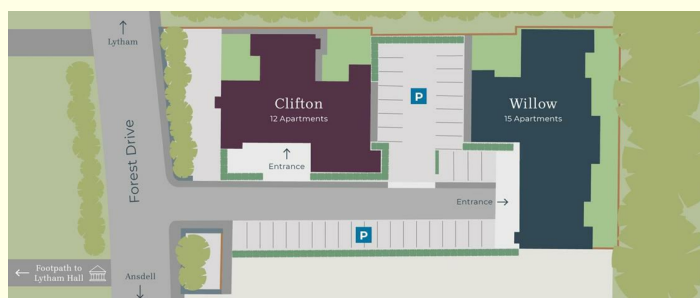 Lytham
Forest Drive
Clifton
12 Apartments
Entrance
P
Willow
15 Apartments
Entrance
P
Footpath to
Lytham Hall
Ansdell